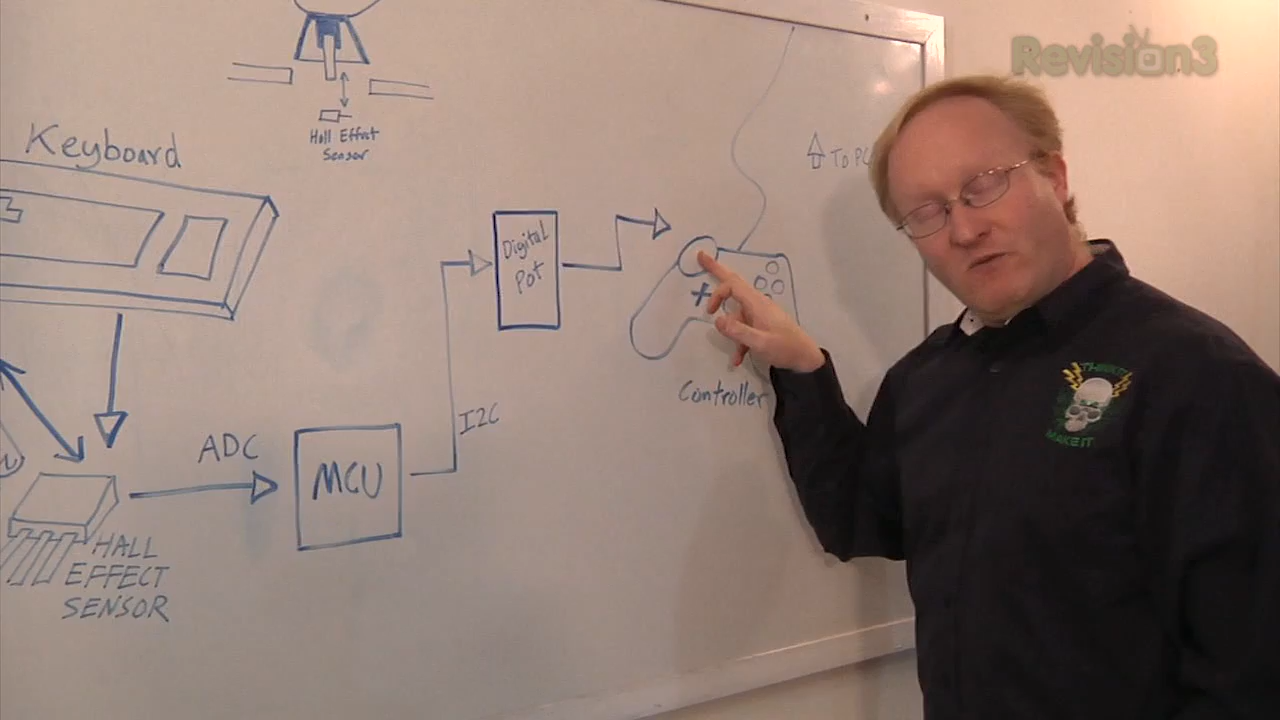 Revision3
Hall Effect
Sensor
Keyboard
To PC
Digital
Pot
Controller
I2C
ADC
MCU
HALL
EFFECT
SENSOR
THINK IT
MAKE IT